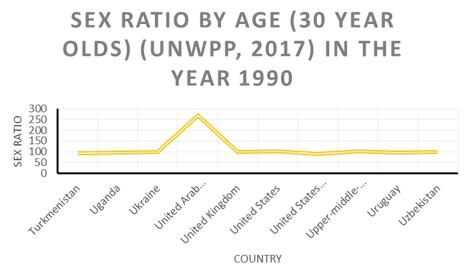 SEX RATIO BY AGE (30 YEAR
OLDS) (UNWPP, 2017) IN THE
YEAR 1990
300
250
200
150
100
50
0
SEX RATIO
Turkmenistan
Uganda
Ukraine
United Arab…
United Kingdom
United States
United States…
Upper-middle-…
Uruguay
Uzbekistan
COUNTRY